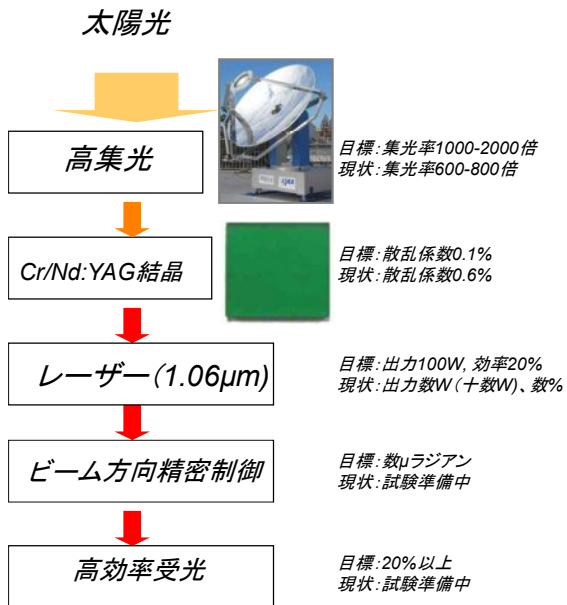 太陽光
高集光
目標:集光率1000-2000倍
現状:集光率600-800倍
Cr/Nd:YAG結晶
目標:散乱係数0.1%
現状:散乱係数0.6%
レーザー(1.06μm)
目標:出力100W, 効率20%
現状:出力数W(十数W)、数%
ビーム方向精密制御
目標:数μラジアン
現状:試験準備中
高効率受光
目標:20%以上
現状:試験準備中